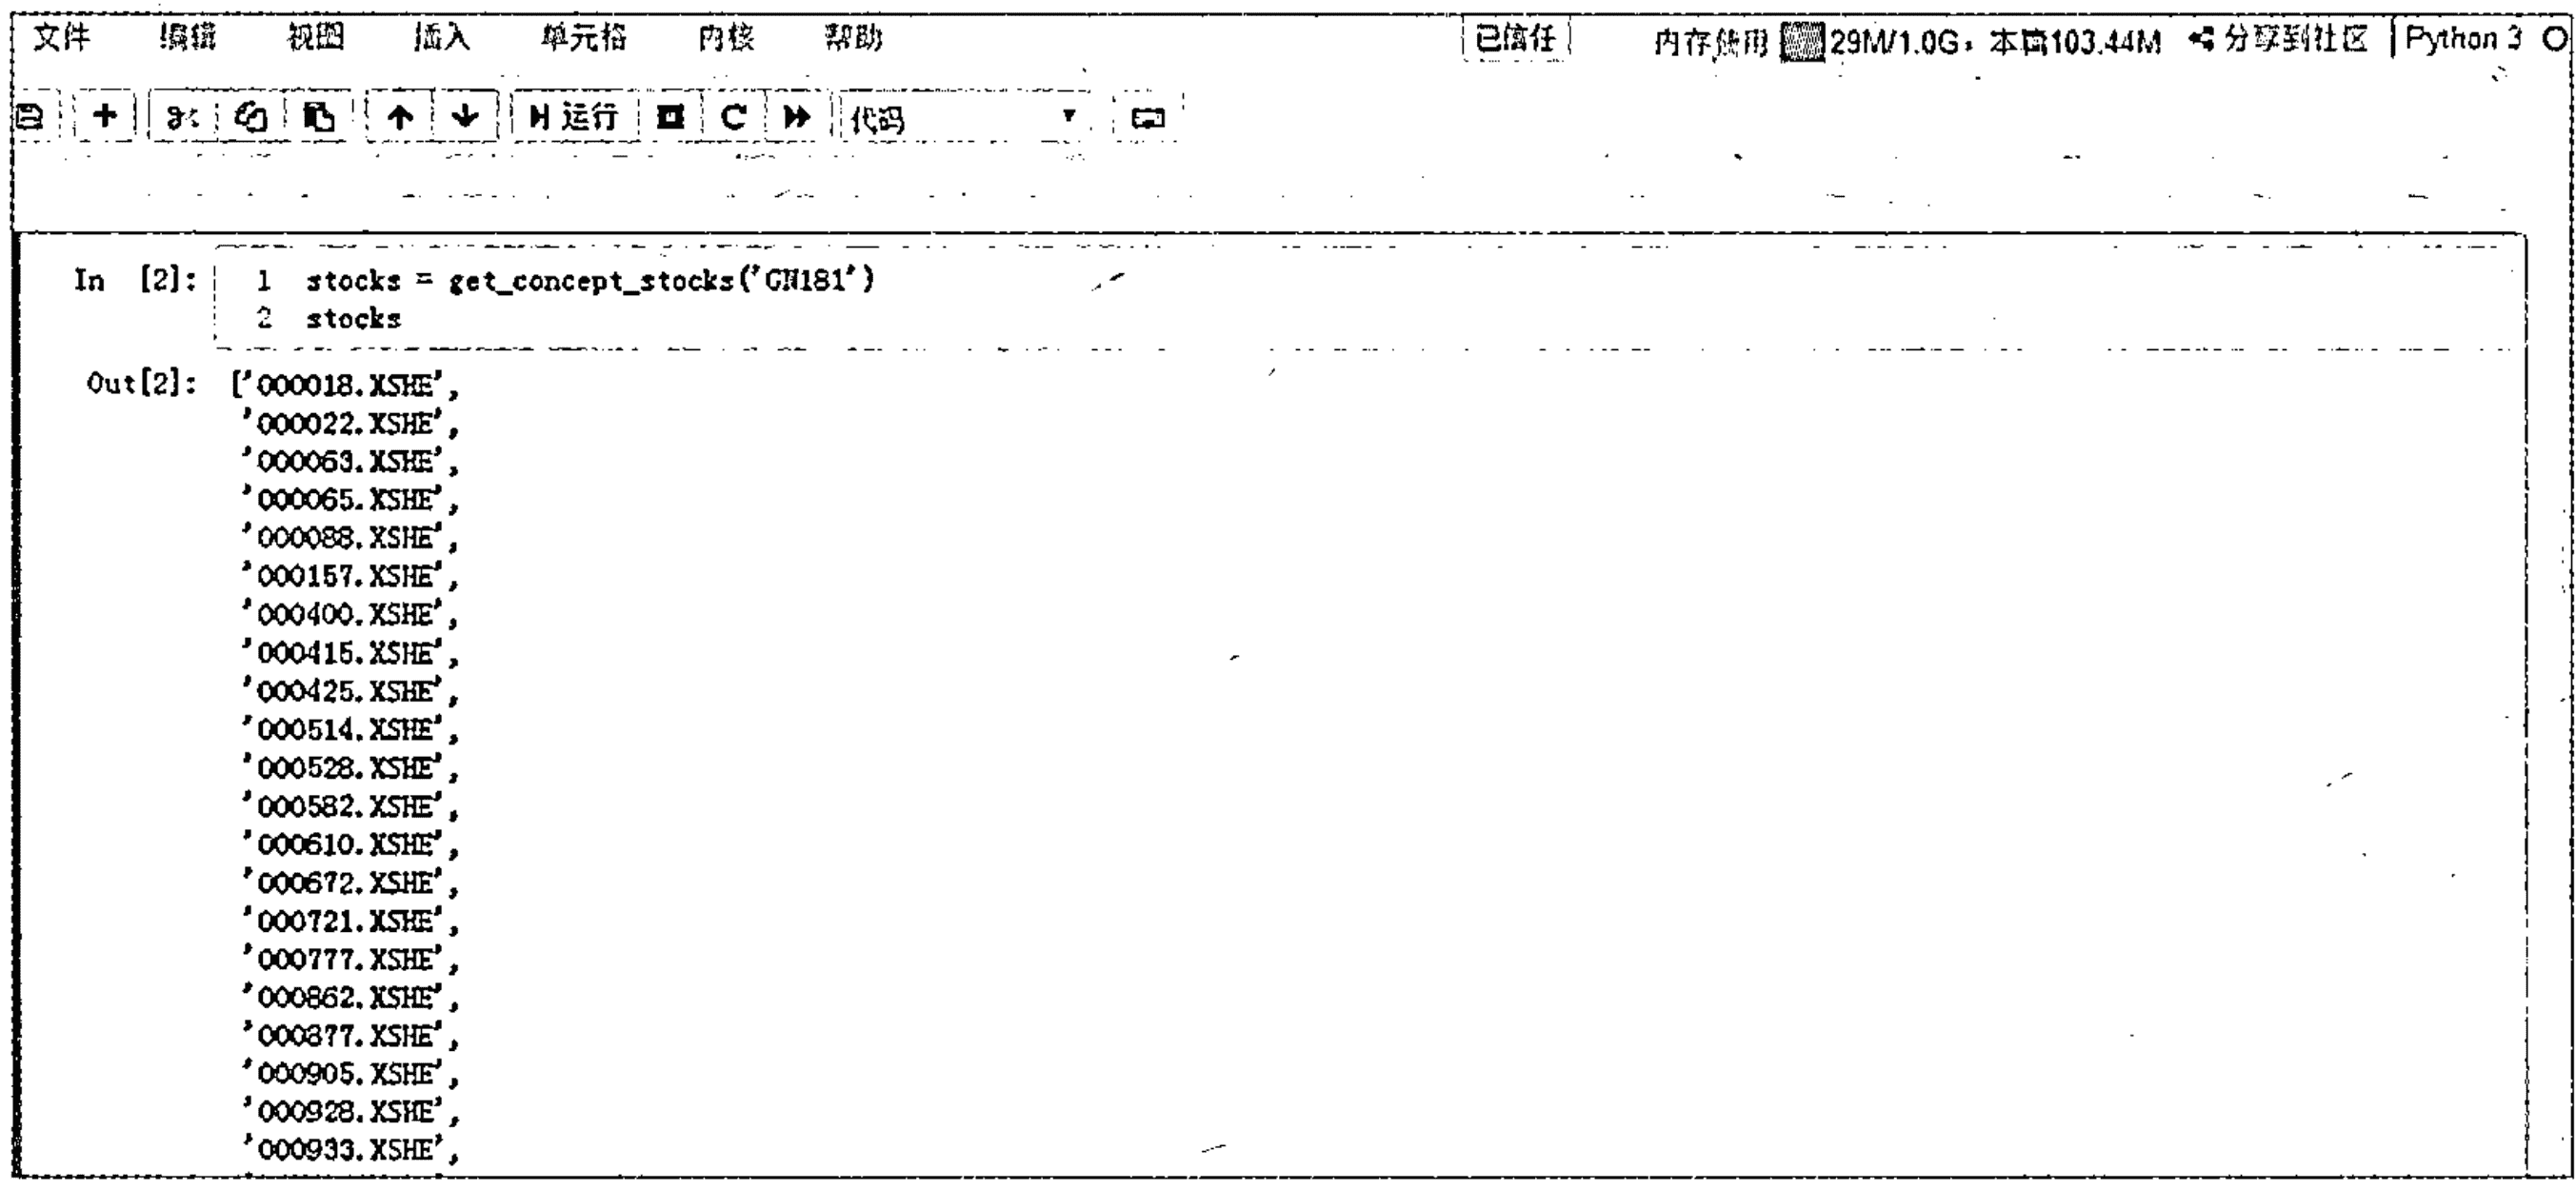 文件 编辑 视图 插入 单元格 内核 帮助 已信任 内存使用 29M/1.0G，本篇103.44M 分享到社区 Python 3
运行 代码
In [2]: 1 stocks = get_concept_stocks('GN181')
2 stocks
Out[2]: ['000018.XSHE',
'000022.XSHE',
'000063.XSHE',
'000065.XSHE',
'000088.XSHE',
'000157.XSHE',
'000400.XSHE',
'000415.XSHE',
'000425.XSHE',
'000514.XSHE',
'000528.XSHE',
'000582.XSHE',
'000610.XSHE',
'000672.XSHE',
'000721.XSHE',
'000777.XSHE',
'000862.XSHE',
'000877.XSHE',
'000905.XSHE',
'000928.XSHE',
'000933.XSHE',